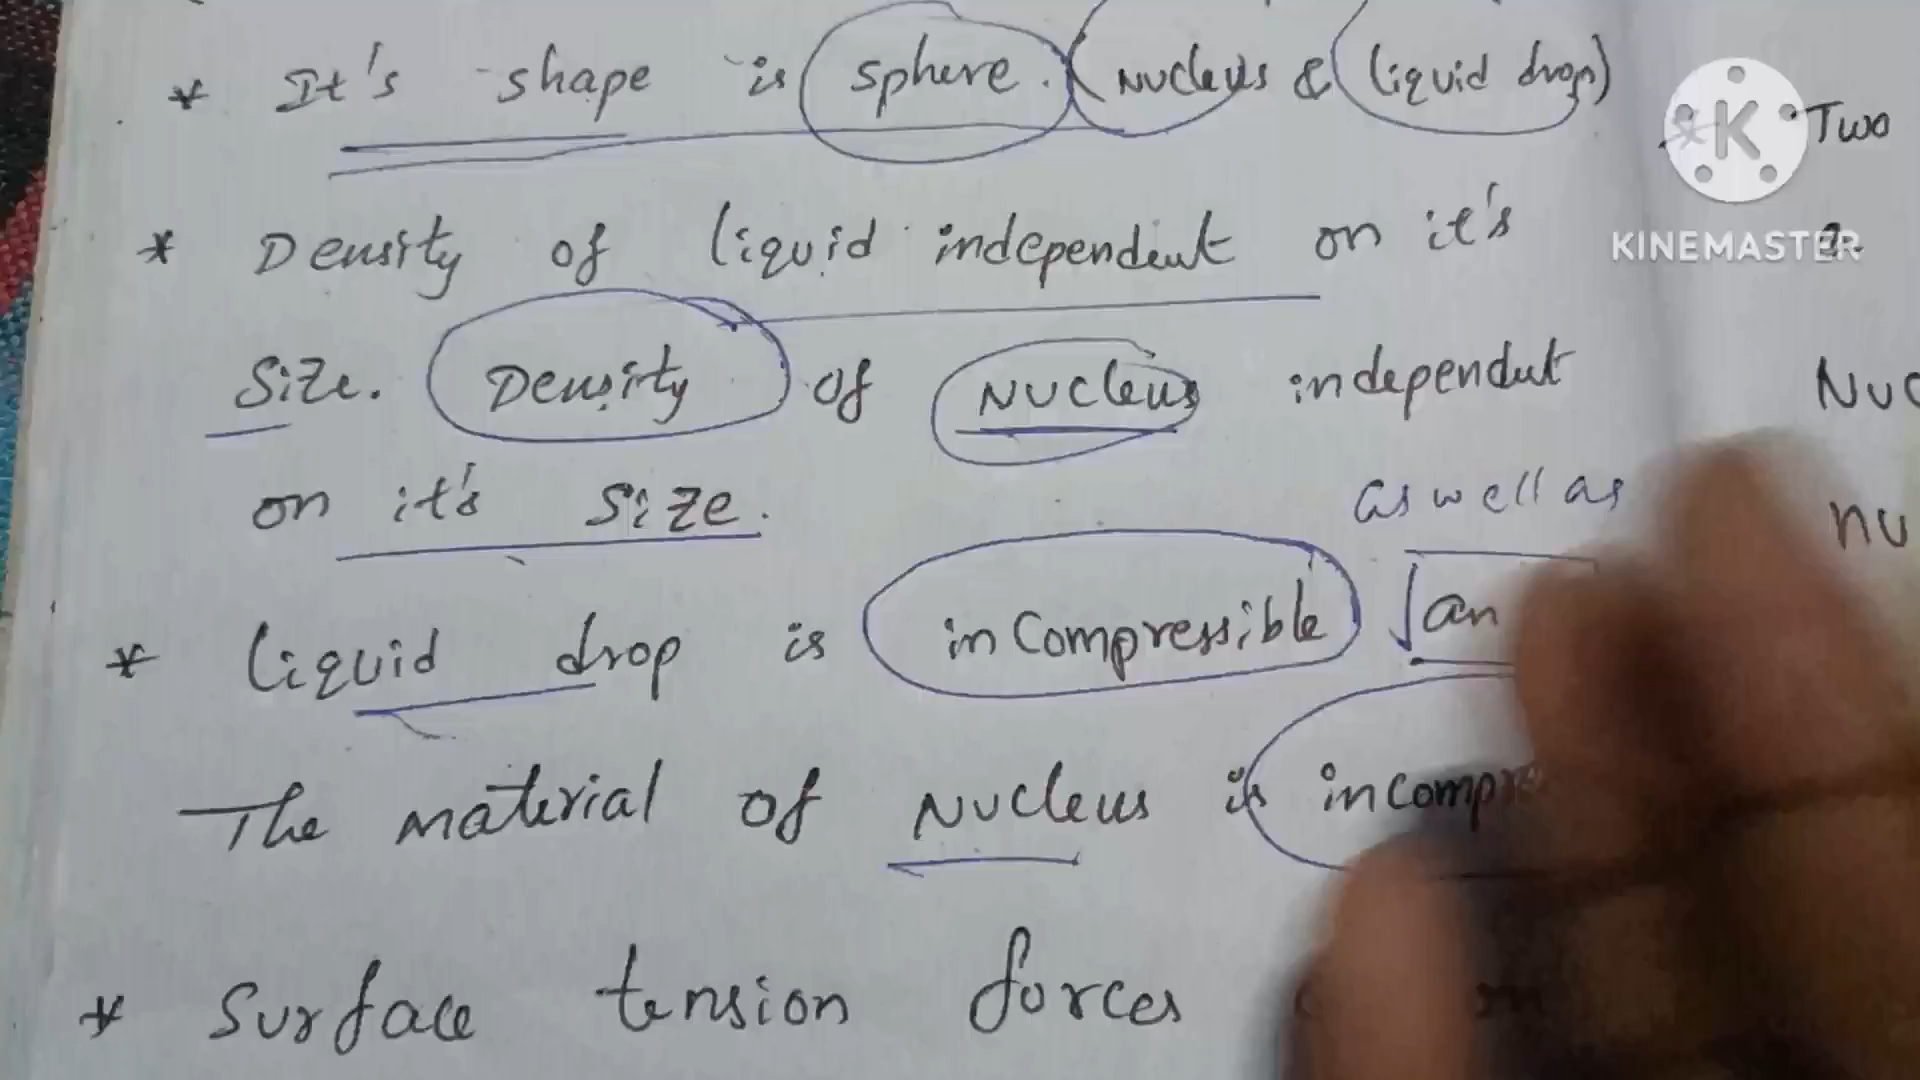 * It's shape is sphere. (Nucleus & liquid drop)
* Density of liquid independent on it's
Size. Density of Nucleus independent
on it's size.
as well as
* liquid drop is incompressible an
The material of Nucleus is incomp
* Surface tension forces
Two
Nuc
nu
KINEMASTER